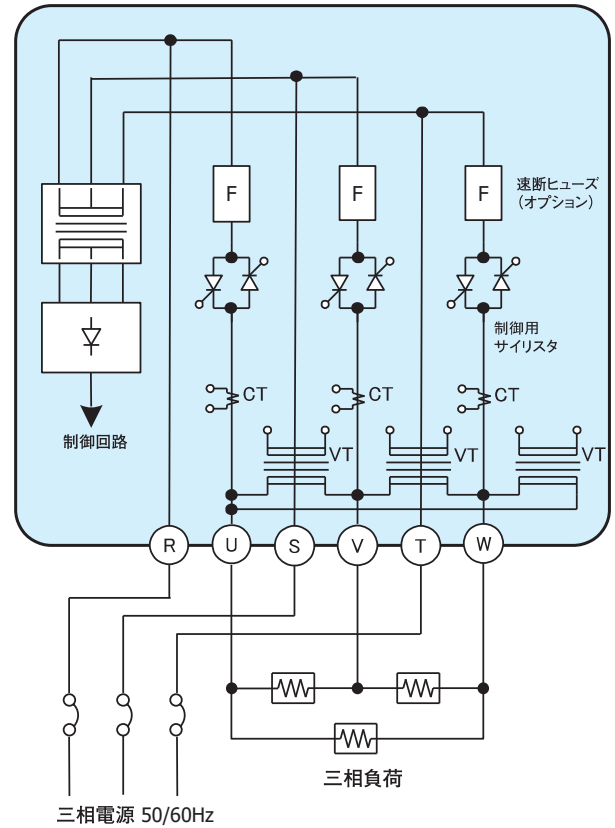 F
F
F
速断ヒューズ
(オプション)
制御用
サイリスタ
CT
CT
CT
制御回路
VT
VT
VT
R
U
S
V
T
W
三相負荷
三相電源 50/60Hz